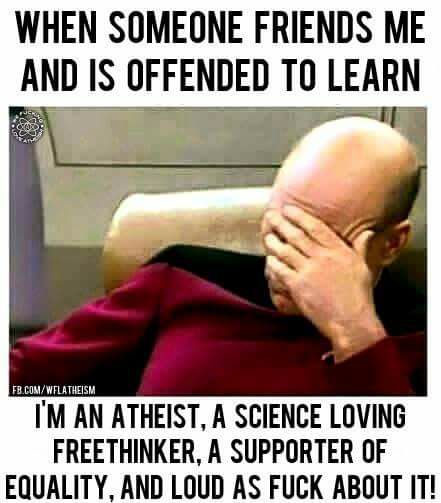 WHEN SOMEONE FRIENDS ME
AND IS OFFENDED TO LEARN
FB.COM/WFLATHEISM
I'M AN ATHEIST, A SCIENCE LOVING
FREETHINKER, A SUPPORTER OF
EQUALITY, AND LOUD AS FUCK ABOUT IT!